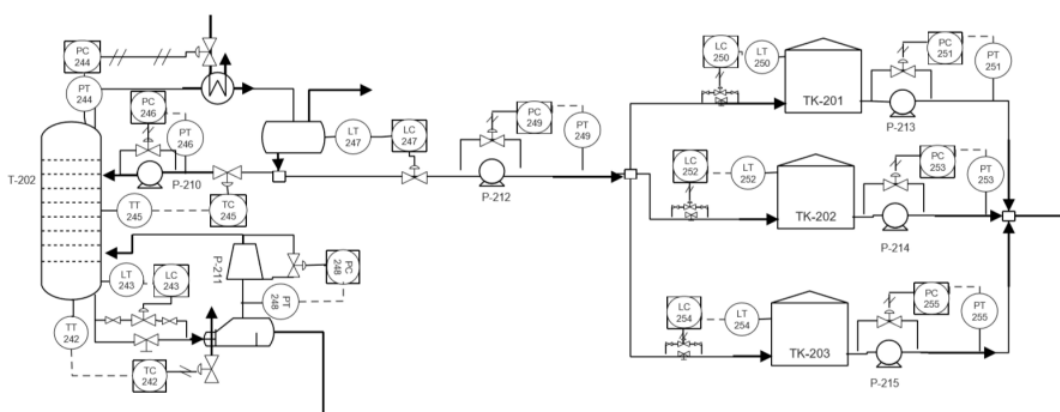 PC
244
PT
244
PC
246
PT
246
T-202
P-210
TT
245
TC
245
LT
247
LC
247
PC
249
PT
249
P-212
LT
243
LC
243
P-211
PC
248
PT
248
TT
242
TC
242
LC
250
LT
250
TK-201
PC
251
PT
251
P-213
LC
252
LT
252
TK-202
PC
253
PT
253
P-214
LC
254
LT
254
TK-203
PC
255
PT
255
P-215